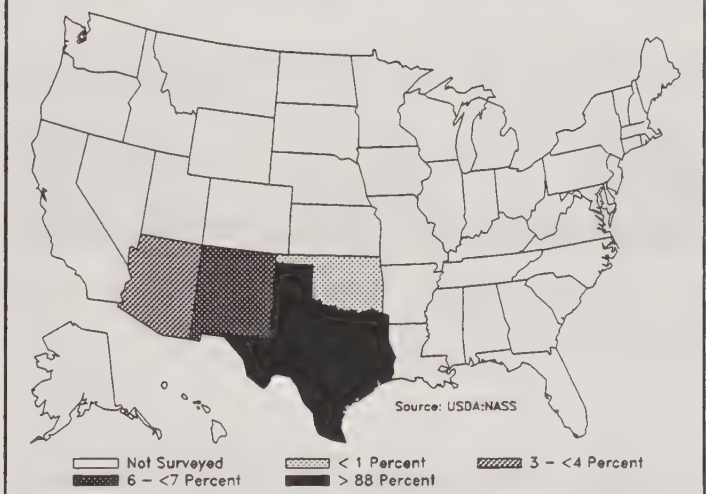 Source: USDA:NASS
Not Surveyed < 1 Percent 3 - <4 Percent
6 - <7 Percent > 88 Percent